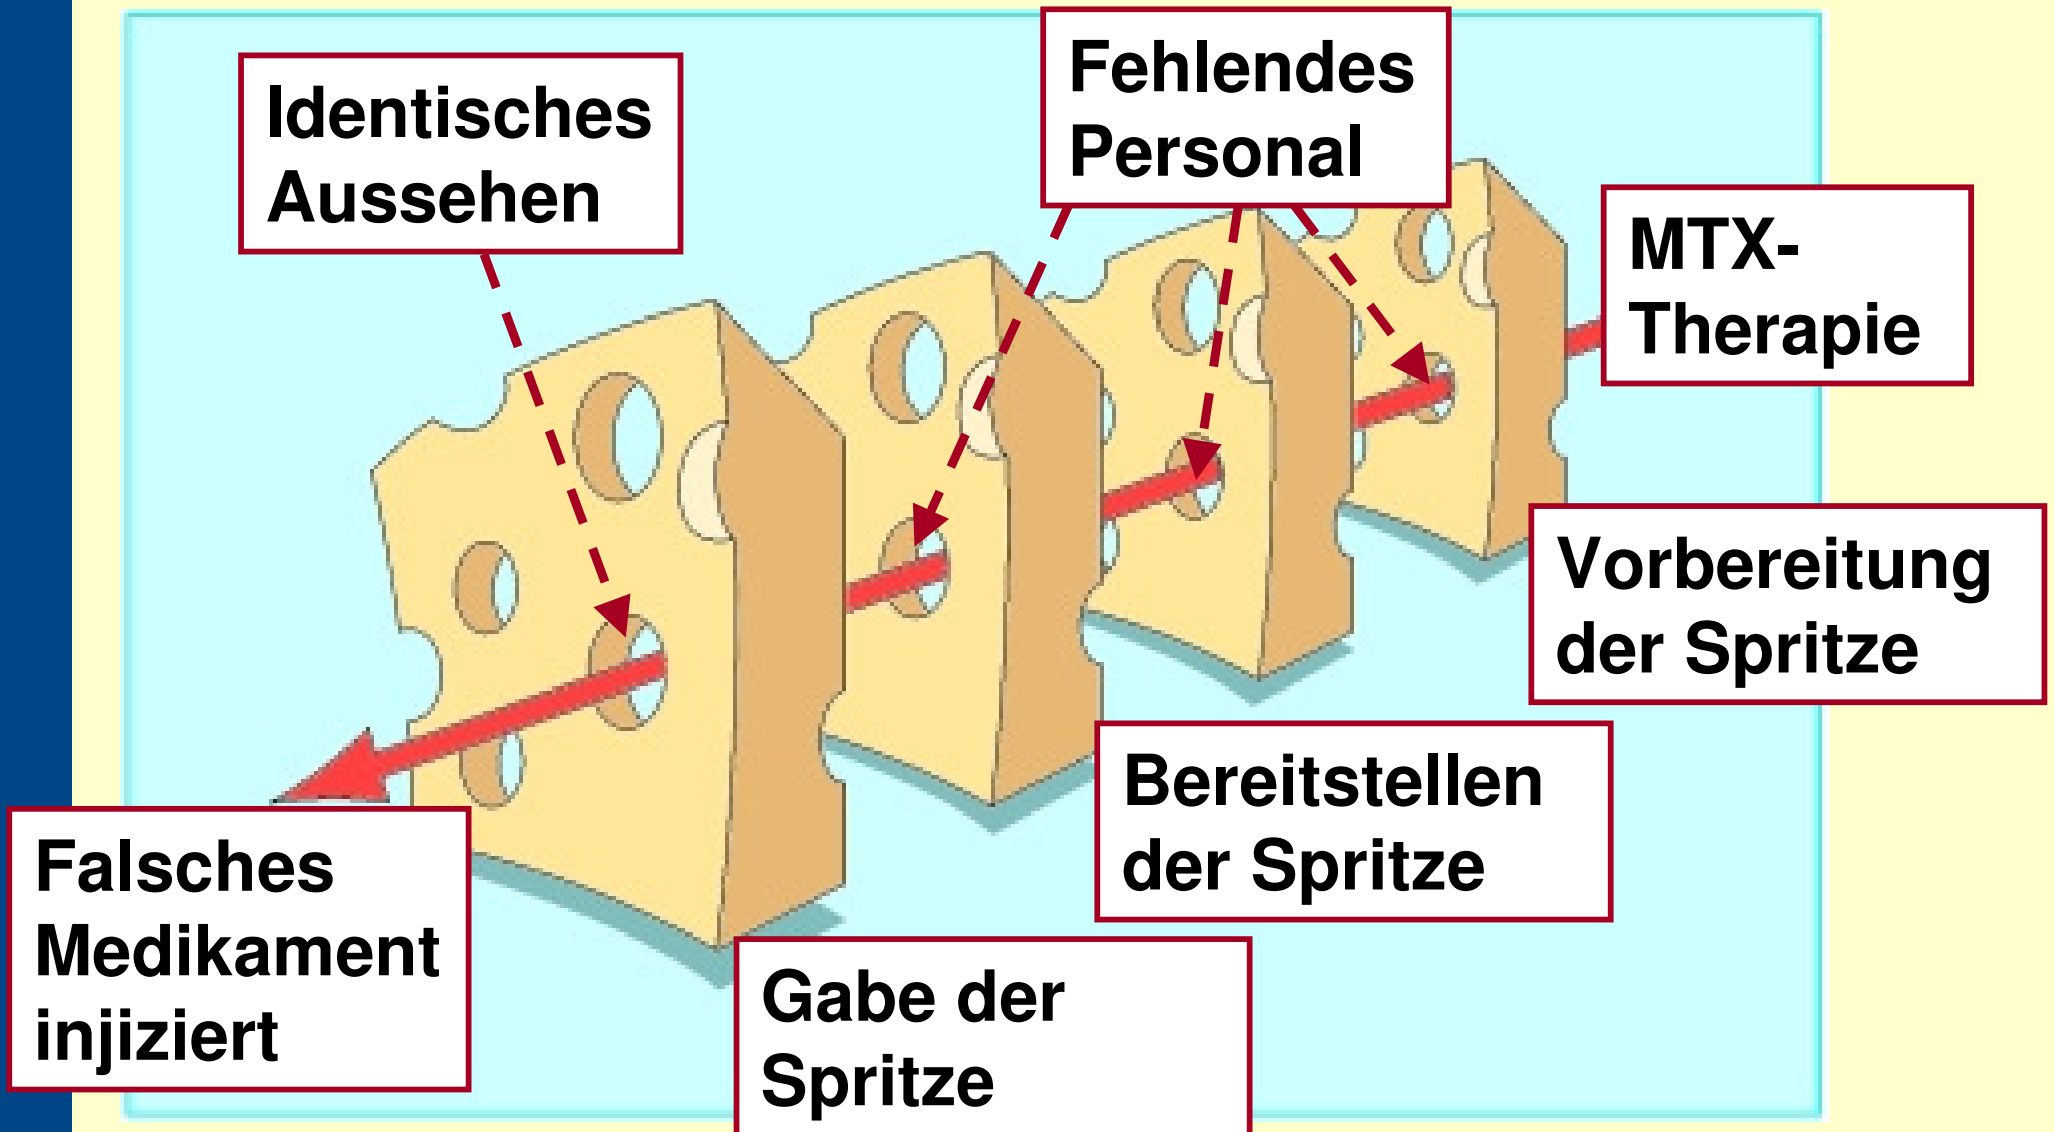 Identisches
Aussehen
Fehlendes
Personal
MTX-
Therapie
Vorbereitung
der Spritze
Bereitstellen
der Spritze
Gabe der
Spritze
Falsches
Medikament
injiziert